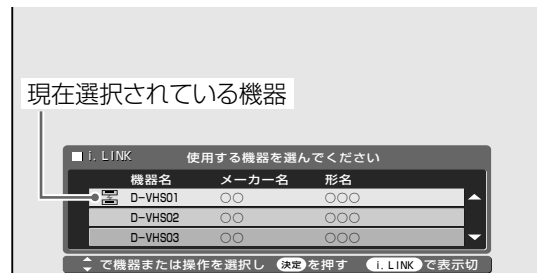 現在選択されている機器
i. LINK 使用する機器を選んでください
機器名 メーカー名 形名
D-VHS01 ○○ ○○○
D-VHS02 ○○ ○○○
D-VHS03 ○○ ○○○
で機器または操作を選択し 決定 を押す i. LINK で表示切